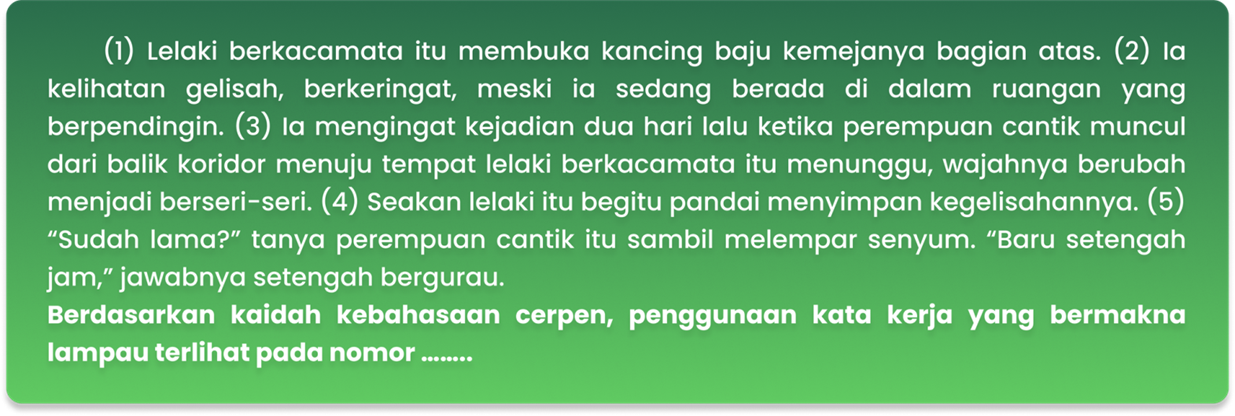 (1) Lelaki berkacamata itu membuka kancing baju kemejanya bagian atas. (2) Ia
kelihatan gelisah, berkeringat, meski ia sedang berada di dalam ruangan yang
berpendingin. (3) Ia mengingat kejadian dua hari lalu ketika perempuan cantik muncul
dari balik koridor menuju tempat lelaki berkacamata itu menunggu, wajahnya berubah
menjadi berseri-seri. (4) Seakan lelaki itu begitu pandai menyimpan kegelisahannya. (5)
“Sudah lama?” tanya perempuan cantik itu sambil melempar senyum. “Baru setengah
jam,” jawabnya setengah bergurau.
Berdasarkan kaidah kebahasaan cerpen, penggunaan kata kerja yang bermakna
lampau terlihat pada nomor ........